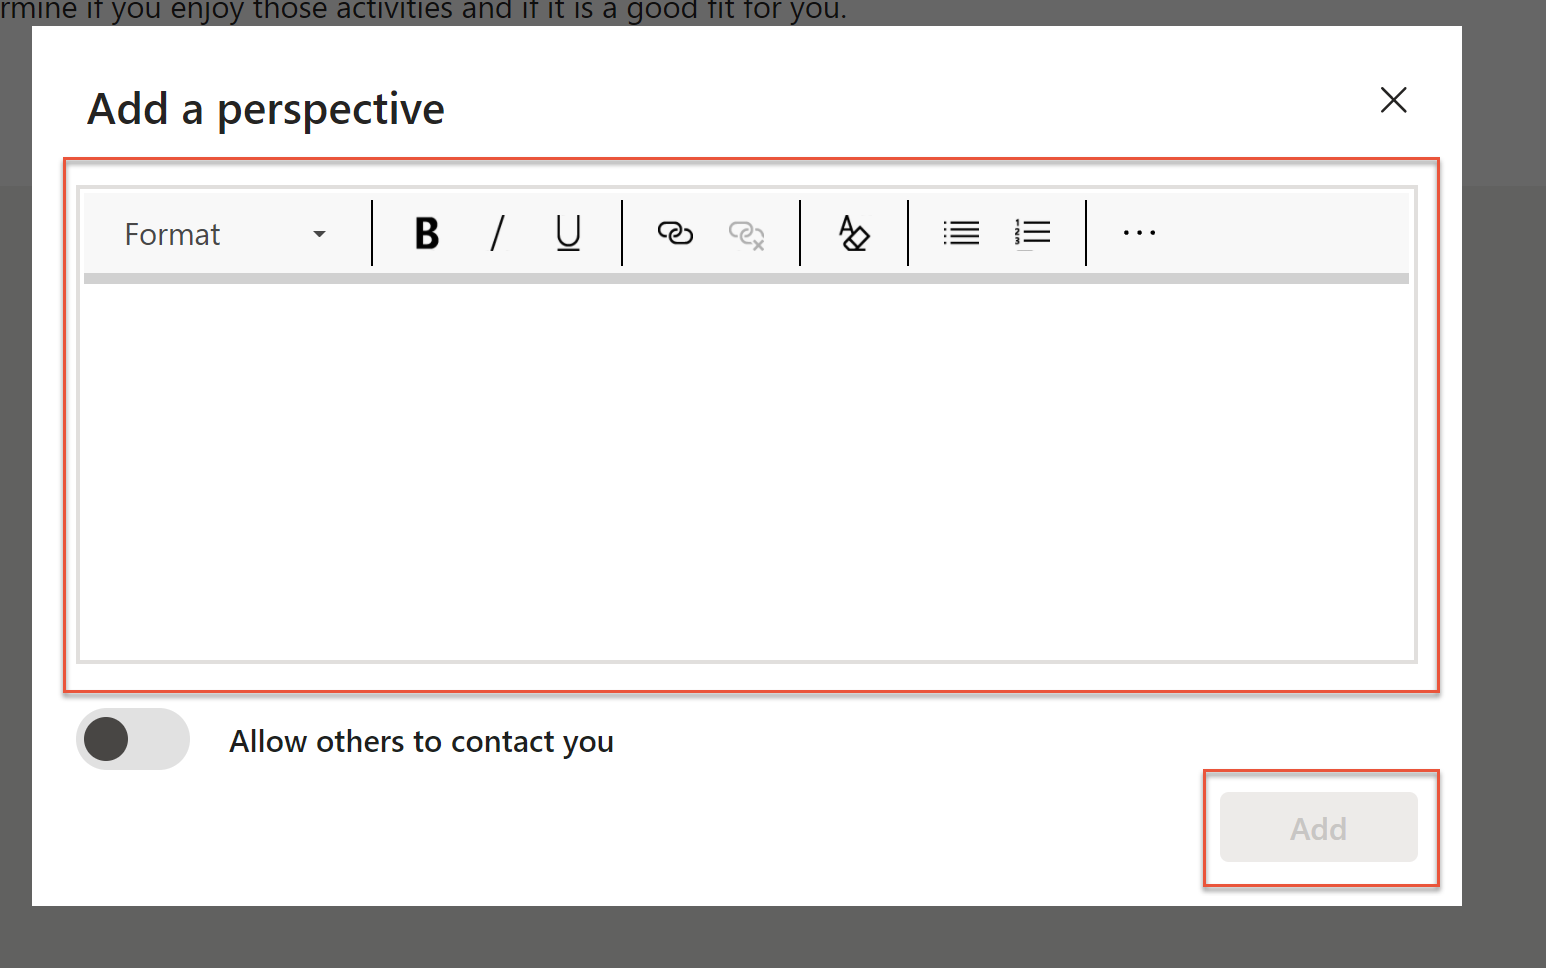 rmine if you enjoy those activities and if it is a good fit for you.
Add a perspective
Format B / U
Allow others to contact you
Add